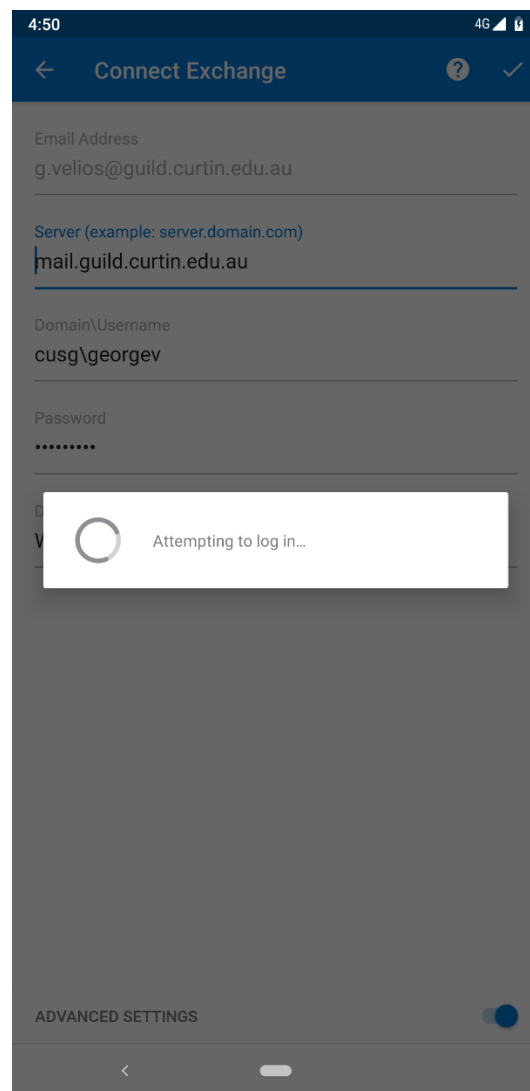 4:50
4G
Connect Exchange
Email Address
g.velios@guild.curtin.edu.au
Server (example: server.domain.com)
mail.guild.curtin.edu.au
Domain\Username
cusg\georgev
Password
•••••••••
D
Attempting to log in…
ADVANCED SETTINGS